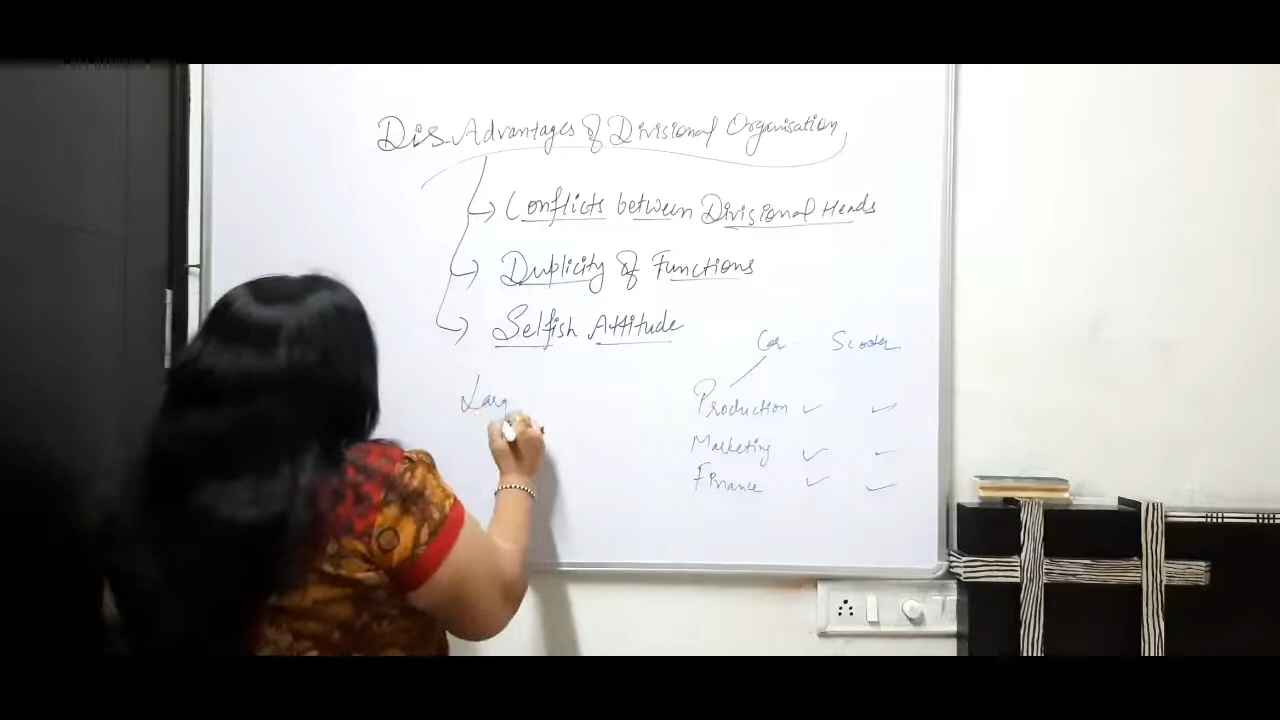 Dis-Advantages of Divisional Organisation
Conflicts between Divisional Heads
Duplicity of Functions
Selfish Attitude
Car Scooter
Production ✓ ✓
Marketing ✓ ✓
Finance ✓ ✓
Larg